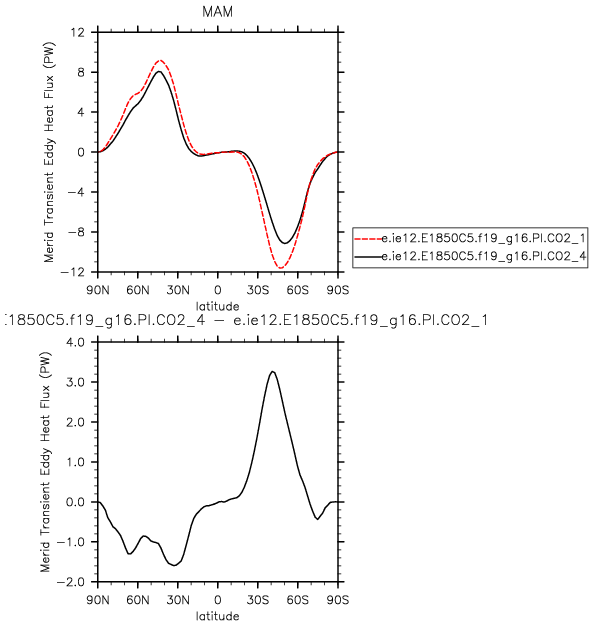 MAM
Merid Transient Eddy Heat Flux (PW)
12
8
4
0
-4
-8
-12
90N 60N 30N 0 30S 60S 90S
latitude
e.ie12.E1850C5.f19_g16.PI.CO2_1
e.ie12.E1850C5.f19_g16.PI.CO2_4
:1850C5.f19_g16.PI.CO2_4 - e.ie12.E1850C5.f19_g16.PI.CO2_1
Merid Transient Eddy Heat Flux (PW)
4.0
3.0
2.0
1.0
0.0
-1.0
-2.0
90N 60N 30N 0 30S 60S 90S
latitude